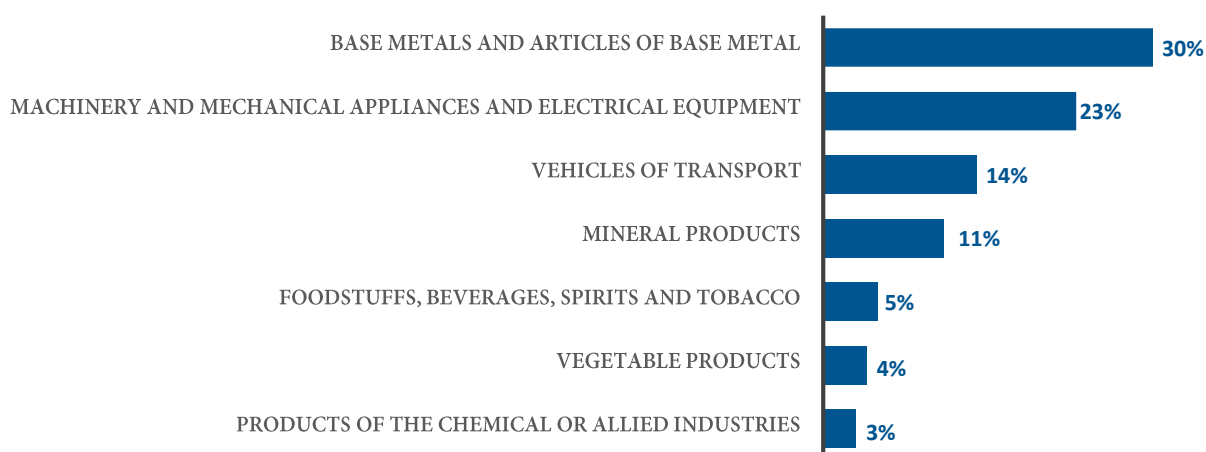 BASE METALS AND ARTICLES OF BASE METAL 30%
MACHINERY AND MECHANICAL APPLIANCES AND ELECTRICAL EQUIPMENT 23%
VEHICLES OF TRANSPORT 14%
MINERAL PRODUCTS 11%
FOODSTUFFS, BEVERAGES, SPIRITS AND TOBACCO 5%
VEGETABLE PRODUCTS 4%
PRODUCTS OF THE CHEMICAL OR ALLIED INDUSTRIES 3%